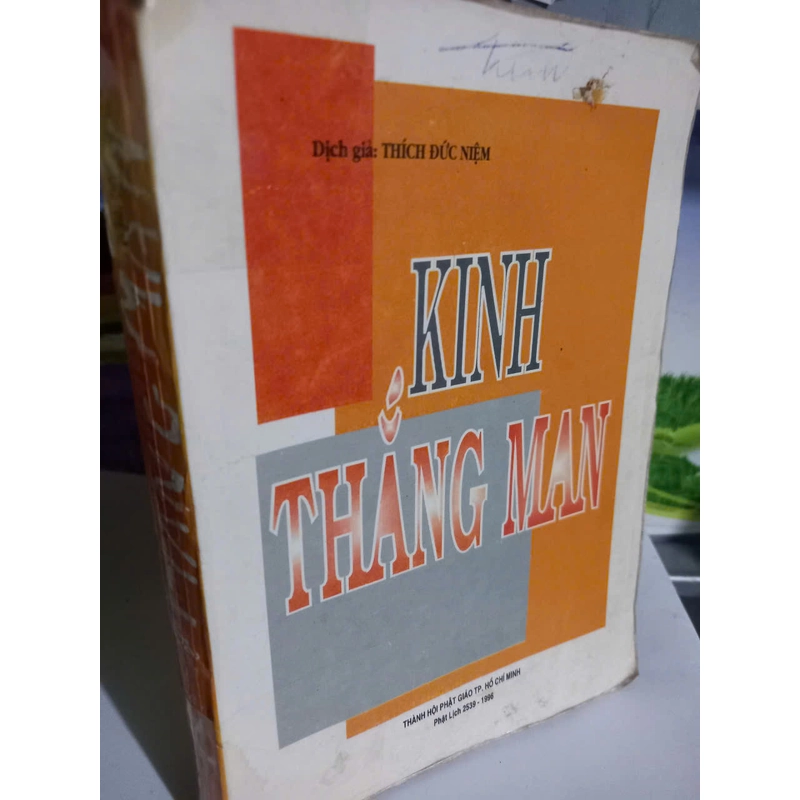 Dịch giả: THÍCH ĐỨC NIỆM
KINH
THẮNG MAN
THÀNH HỘI PHẬT GIÁO TP. HỒ CHÍ MINH
Phật Lịch 2539 - 1996